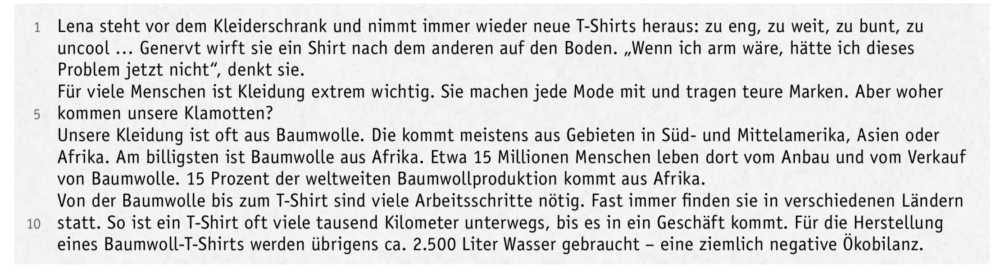 1 Lena steht vor dem Kleiderschrank und nimmt immer wieder neue T-Shirts heraus: zu eng, zu weit, zu bunt, zu
uncool ... Genervt wirft sie ein Shirt nach dem anderen auf den Boden. „Wenn ich arm wäre, hätte ich dieses
Problem jetzt nicht“, denkt sie.
Für viele Menschen ist Kleidung extrem wichtig. Sie machen jede Mode mit und tragen teure Marken. Aber woher
5 kommen unsere Klamotten?
Unsere Kleidung ist oft aus Baumwolle. Die kommt meistens aus Gebieten in Süd- und Mittelamerika, Asien oder
Afrika. Am billigsten ist Baumwolle aus Afrika. Etwa 15 Millionen Menschen leben dort vom Anbau und vom Verkauf
von Baumwolle. 15 Prozent der weltweiten Baumwollproduktion kommt aus Afrika.
Von der Baumwolle bis zum T-Shirt sind viele Arbeitsschritte nötig. Fast immer finden sie in verschiedenen Ländern
10 statt. So ist ein T-Shirt oft viele tausend Kilometer unterwegs, bis es in ein Geschäft kommt. Für die Herstellung
eines Baumwoll-T-Shirts werden übrigens ca. 2.500 Liter Wasser gebraucht – eine ziemlich negative Ökobilanz.